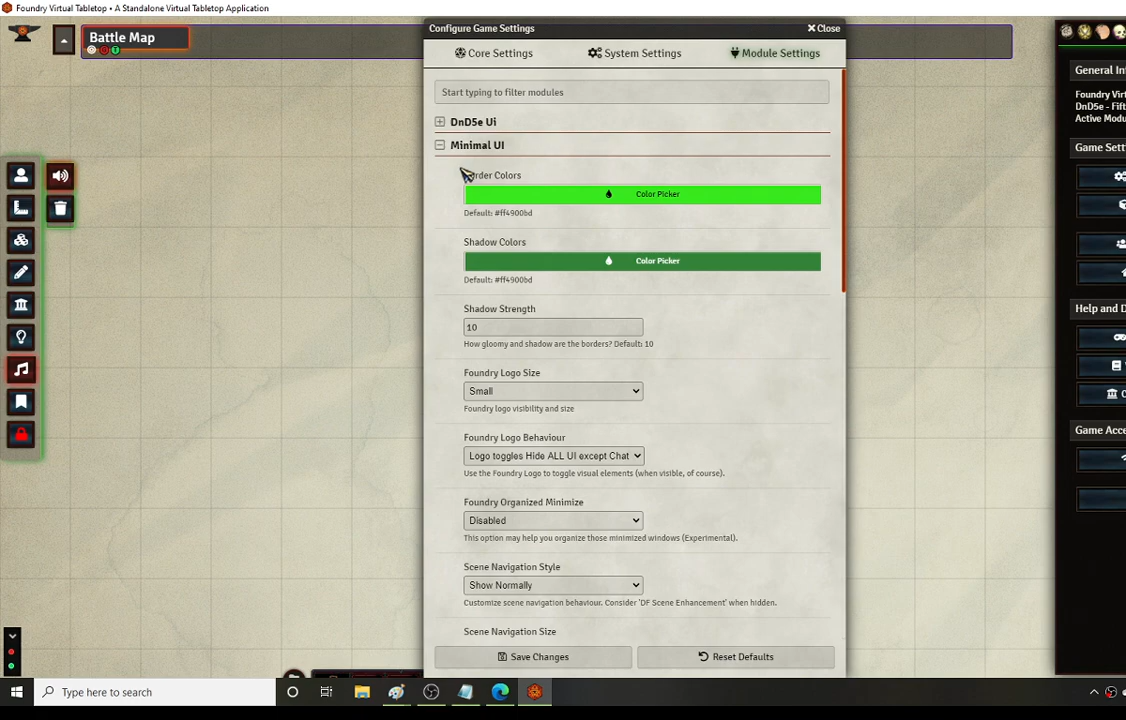 Foundry Virtual Tabletop • A Standalone Virtual Tabletop Application
Battle Map
Configure Game Settings
Close
Core Settings
System Settings
Module Settings
Start typing to filter modules
DnD5e Ui
Minimal UI
rder Colors
Color Picker
Default: #ff4900bd
Shadow Colors
Color Picker
Default: #ff4900bd
Shadow Strength
10
How gloomy and shadow are the borders? Default: 10
Foundry Logo Size
Small
Foundry logo visibility and size
Foundry Logo Behaviour
Logo toggles Hide ALL UI except Chat
Use the Foundry Logo to toggle visual elements (when visible, of course).
Foundry Organized Minimize
Disabled
This option may help you organize those minimized windows (Experimental).
Scene Navigation Style
Show Normally
Customize scene navigation behaviour. Consider 'DF Scene Enhancement' when hidden.
Scene Navigation Size
Save Changes
Reset Defaults
General In
Foundry Virt
DnD5e - Fift
Active Modu
Game Sett
Help and D
Game Acce
Type here to search